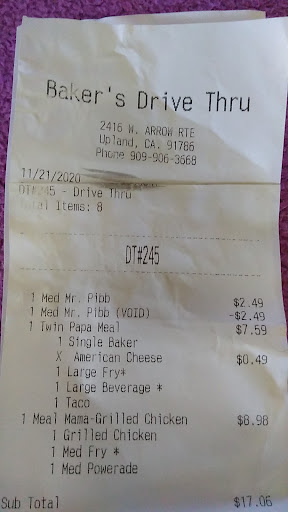 Baker's Drive Thru
2416 W. ARROW RTE
Upland, CA. 91786
Phone 909-906-3668
11/21/2020
DT#245 - Drive Thru
Total Items: 8
DT#245
1 Med Mr. Pibb $2.49
1 Med Mr. Pibb (VOID) -$2.49
1 Twin Papa Meal $7.59
1 Single Baker
X American Cheese $0.49
1 Large Fry*
1 Large Beverage *
1 Taco
1 Meal Mama-Grilled Chicken $8.98
1 Grilled Chicken
1 Med Fry *
1 Med Powerade
Sub Total $17.06